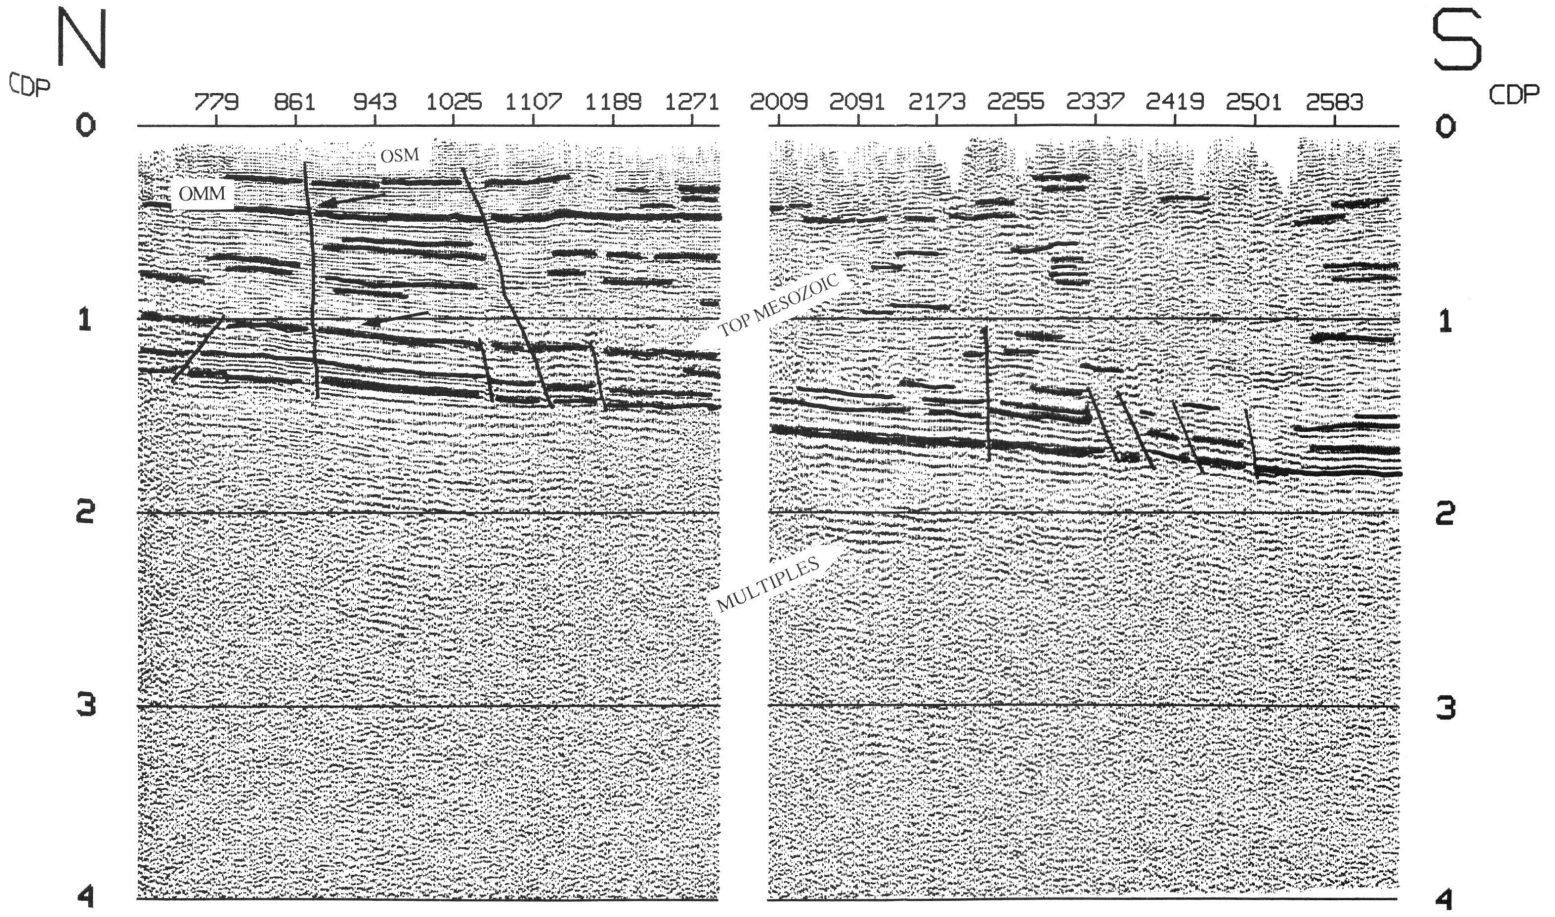 N S
CDP 779 861 943 1025 1107 1189 1271 2009 2091 2173 2255 2337 2419 2501 2583 CDP
0 0
OSM
OMM
TOP MESOZOIC
1 1
2 2
MULTIPLES
3 3
4 4